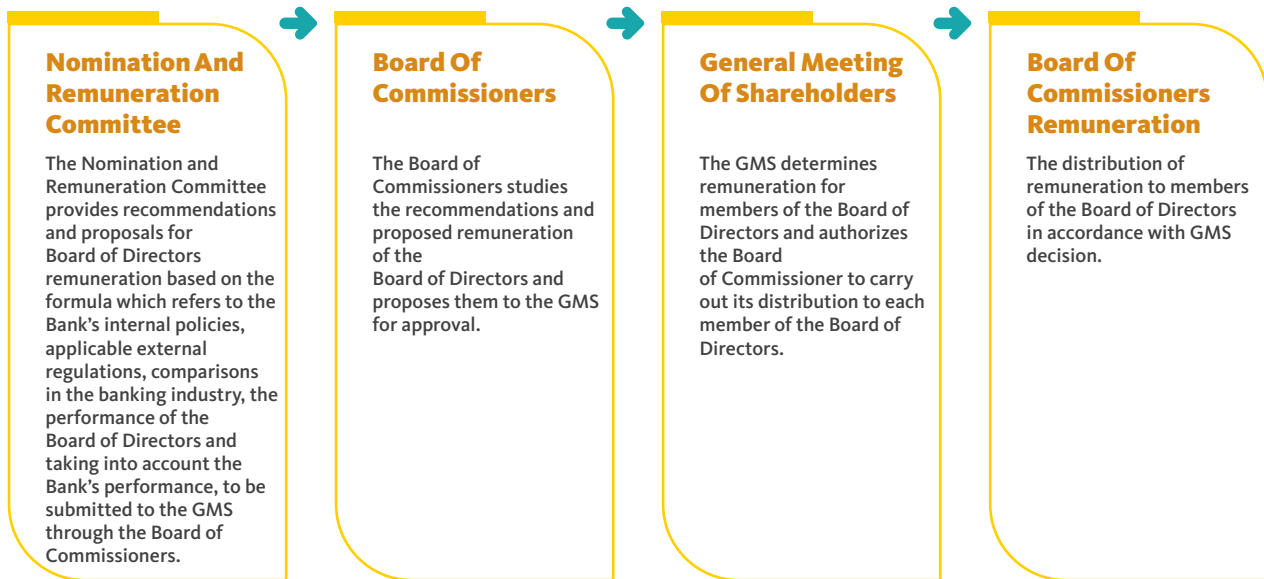 Nomination And
Remuneration
Committee
The Nomination and
Remuneration Committee
provides recommendations
and proposals for
Board of Directors
remuneration based on the
formula which refers to the
Bank's internal policies,
applicable external
regulations, comparisons
in the banking industry, the
performance of the
Board of Directors and
taking into account the
Bank's performance, to be
submitted to the GMS
through the Board of
Commissioners.
Board Of
Commissioners
The Board of
Commissioners studies
the recommendations and
proposed remuneration
of the
Board of Directors and
proposes them to the GMS
for approval.
General Meeting
Of Shareholders
The GMS determines
remuneration for
members of the Board of
Directors and authorizes
the Board
of Commissioner to carry
out its distribution to each
member of the Board of
Directors.
Board Of
Commissioners
Remuneration
The distribution of
remuneration to members
of the Board of Directors
in accordance with GMS
decision.